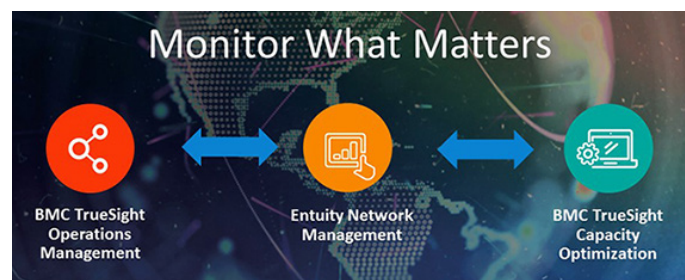 Monitor What Matters
BMC TrueSight
Operations
Management
Entuity Network
Management
BMC TrueSight
Capacity
Optimization